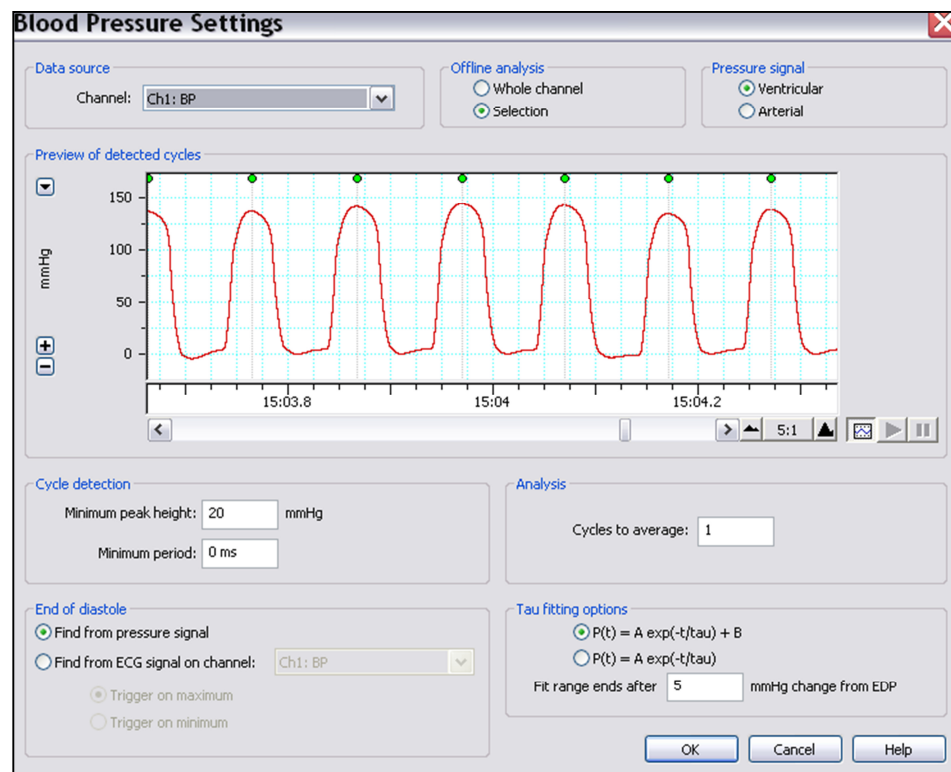 Blood Pressure Settings
Data source
Channel: Ch1: BP
Offline analysis
Whole channel
Selection
Pressure signal
Ventricular
Arterial
Preview of detected cycles
mmHg
150
100
50
0
15:03.8 15:04 15:04.2
5:1
Cycle detection
Minimum peak height: 20 mmHg
Minimum period: 0 ms
Analysis
Cycles to average: 1
End of diastole
Find from pressure signal
Find from ECG signal on channel: Ch1: BP
Trigger on maximum
Trigger on minimum
Tau fitting options
P(t) = A exp(-t/tau) + B
P(t) = A exp(-t/tau)
Fit range ends after 5 mmHg change from EDP
OK Cancel Help